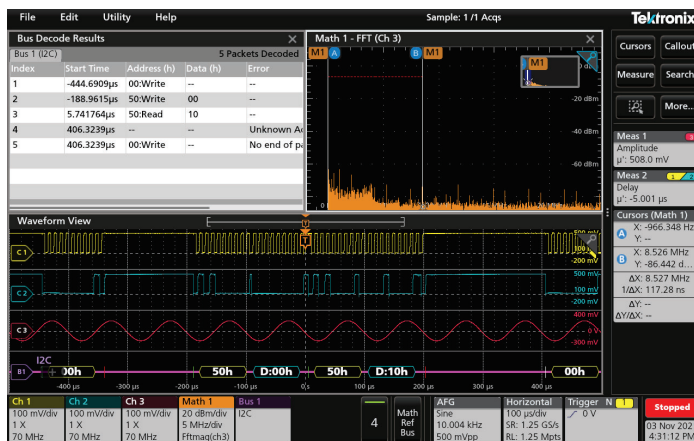 File Edit Utility Help Sample: 1 /1 Acqs Tektronix
Bus Decode Results
Math 1 - FFT (Ch 3)
Bus 1 (I2C) 5 Packets Decoded
Index Start Time Address (h) Data (h) Error
1 -444.6909µs 00:Write --
2 -188.9615µs 50:Write 00 --
3 5.741764µs 50:Read 10 --
4 406.3239µs -- -- Unknown Ac
5 406.3239µs 00:Write -- No end of pa
M1 A B M1
M1
-20 dBm
-40 dBm
-60 dBm
Cursors Callout
Measure Search
More...
Meas 1 3
Amplitude
µ': 508.0 mV
Meas 2 1 2
Delay
µ': -5.001 µs
Cursors (Math 1)
A X: -966.348 Hz
Y: --
B X: 8.526 MHz
Y: -86.442 d...
ΔX: 8.527 MHz
1/ΔX: 117.28 ns
ΔY: --
ΔY/ΔX: --
Waveform View
T
C1
-200 mV
C2
500 mV
100 mV
-200 mV
C3
400 mV
0 V
-300 mV
I2C
B1 00h 50h D:00h 50h D:10h 00h
-400 µs -300 µs -200 µs -100 µs 0 s 100 µs 200 µs 300 µs 400 µs
Ch 1
100 mV/div
1 X
70 MHz
Ch 2
100 mV/div
1 X
70 MHz
Ch 3
100 mV/div
1 X
70 MHz
Math 1
20 dBm/div
5 MHz/div
Fftmag(ch3)
Bus 1
I2C
4
Math
Ref
Bus
AFG
Sine
10.004 kHz
500 mVpp
Horizontal
100 µs/div
SR: 1.25 GS/s
RL: 1.25 Mpts
Trigger N 1
0 V
Stopped
03 Nov 202
4:31:12 PM